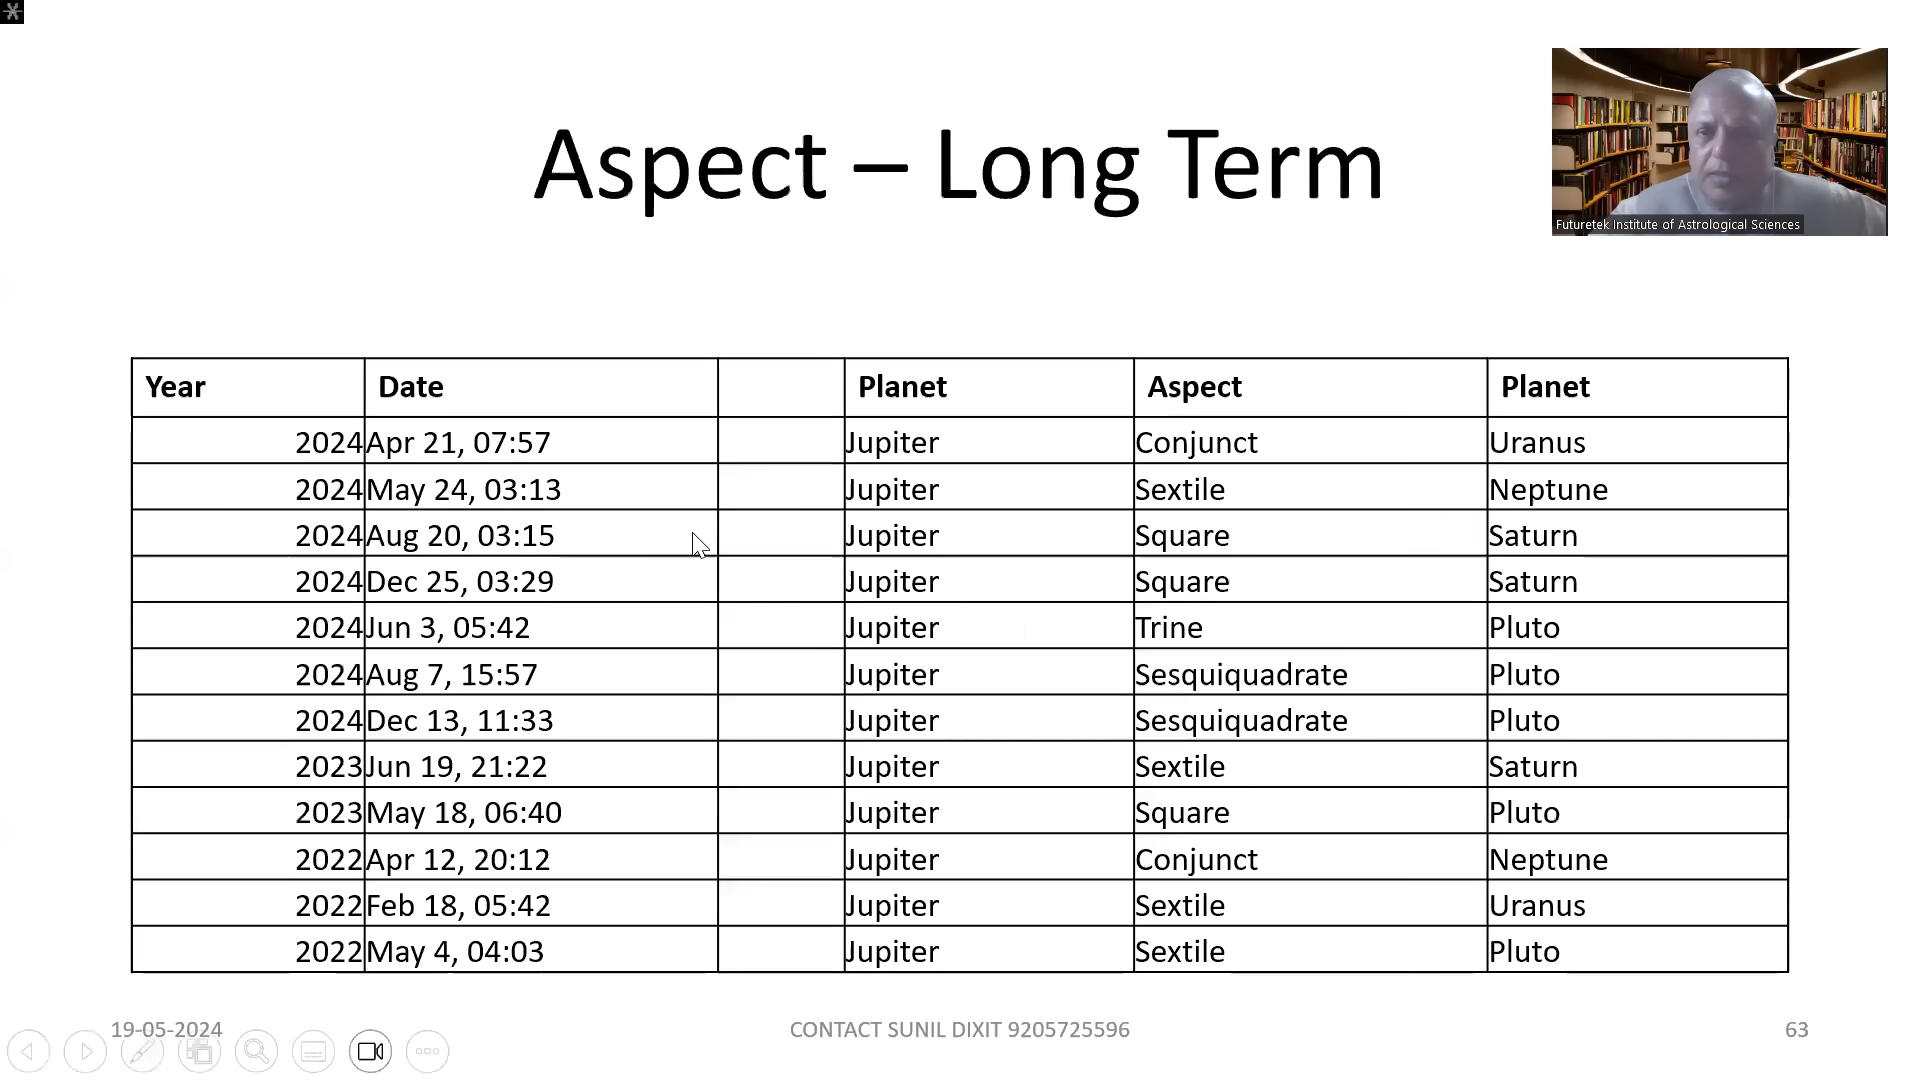 Aspect – Long Term
Futuretek Institute of Astrological Sciences
Year Date Planet Aspect Planet
2024 Apr 21, 07:57 Jupiter Conjunct Uranus
2024 May 24, 03:13 Jupiter Sextile Neptune
2024 Aug 20, 03:15 Jupiter Square Saturn
2024 Dec 25, 03:29 Jupiter Square Saturn
2024 Jun 3, 05:42 Jupiter Trine Pluto
2024 Aug 7, 15:57 Jupiter Sesquiquadrate Pluto
2024 Dec 13, 11:33 Jupiter Sesquiquadrate Pluto
2023 Jun 19, 21:22 Jupiter Sextile Saturn
2023 May 18, 06:40 Jupiter Square Pluto
2022 Apr 12, 20:12 Jupiter Conjunct Neptune
2022 Feb 18, 05:42 Jupiter Sextile Uranus
2022 May 4, 04:03 Jupiter Sextile Pluto
19-05-2024 CONTACT SUNIL DIXIT 9205725596 63